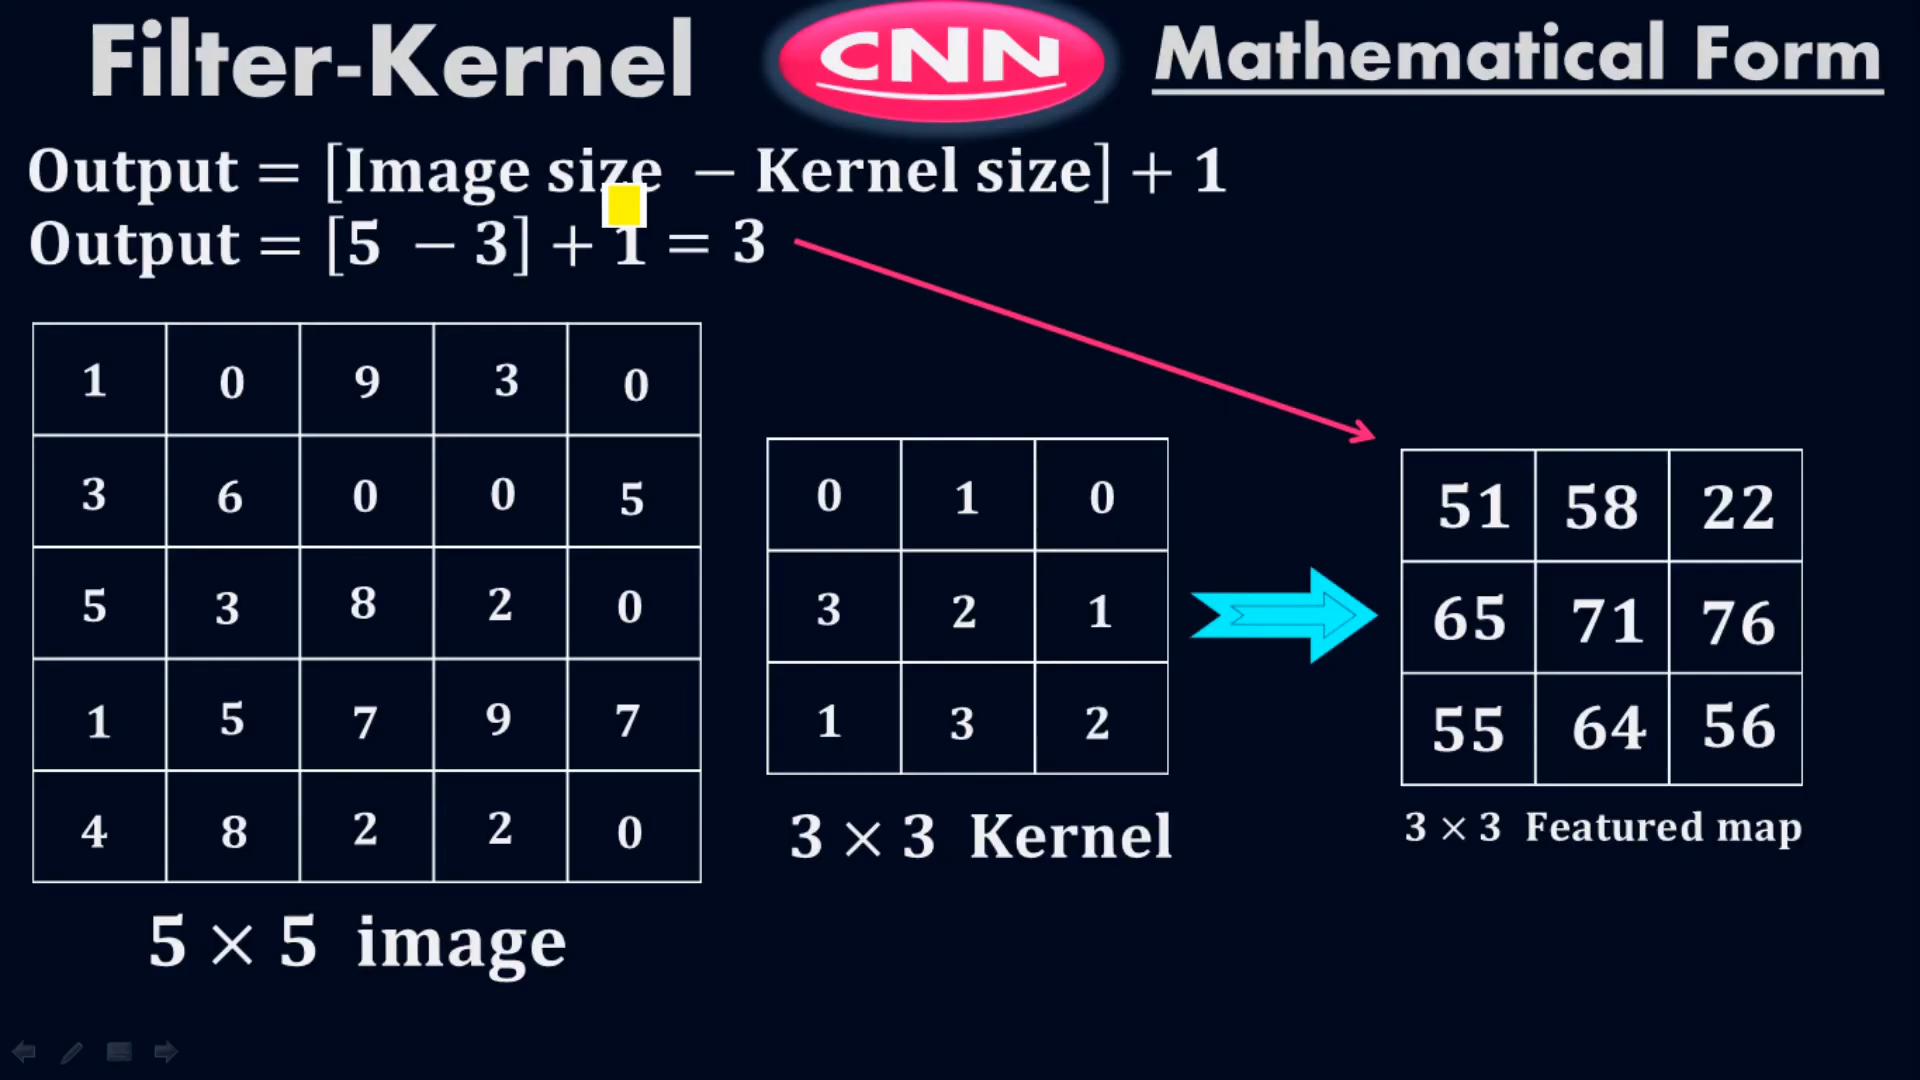 Filter-Kernel CNN Mathematical Form
Output = [Image size − Kernel size] + 1
Output = [5 − 3] + 1 = 3
1 0 9 3 0
3 6 0 0 5
5 3 8 2 0
1 5 7 9 7
4 8 2 2 0
5 × 5 image
0 1 0
3 2 1
1 3 2
3 × 3 Kernel
51 58 22
65 71 76
55 64 56
3 × 3 Featured map